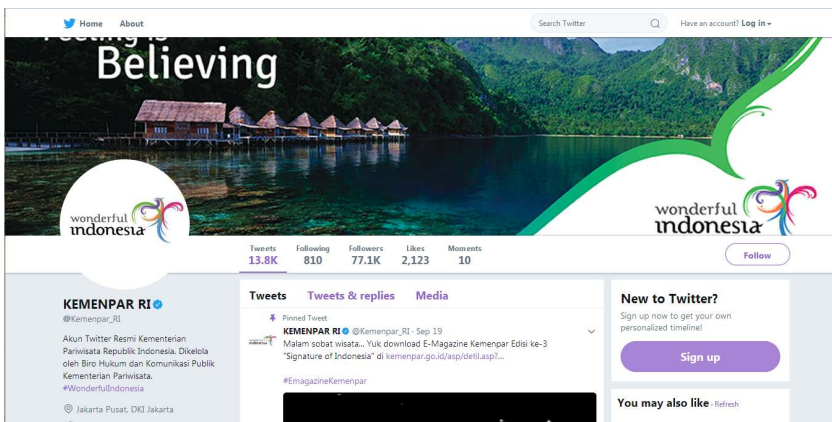 Home About
Search Twitter
Have an account? Log in
Feeling is
Believing
wonderful
indonesia
wonderful
indonesia
Tweets Following Followers Likes Moments
13.8K 810 77.1K 2,123 10
Follow
KEMENPAR RI
@Kemenpar_RI
Akun Twitter Resmi Kementerian
Pariwisata Republik Indonesia. Dikelola
oleh Biro Hukum dan Komunikasi Publik
Kementerian Pariwisata.
#WonderfulIndonesia
Jakarta Pusat, DKI Jakarta
Tweets Tweets & replies Media
Pinned Tweet
wonderful indonesia
KEMENPAR RI @Kemenpar_RI · Sep 19
Malam sobat wisata... Yuk download E-Magazine Kemenpar Edisi ke-3
"Signature of Indonesia" di kemenpar.go.id/asp/detil.asp?...
#EmagazineKemenpar
New to Twitter?
Sign up now to get your own
personalized timeline!
Sign up
You may also like · Refresh